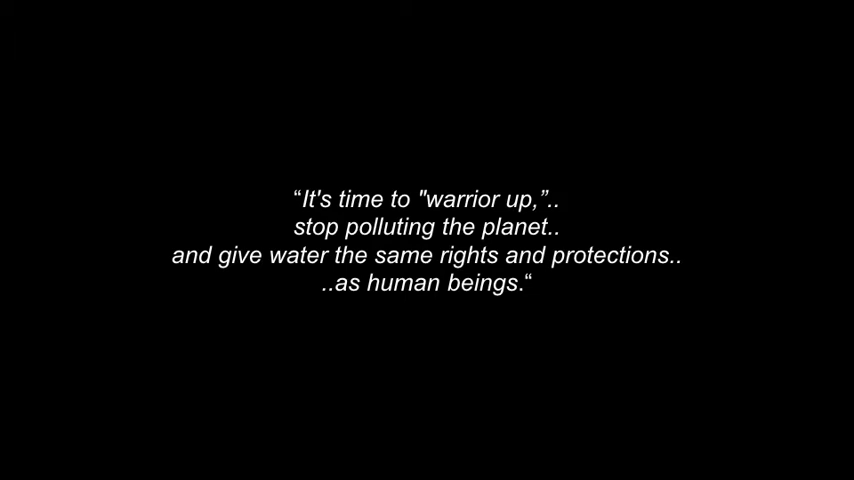 “It's time to "warrior up,”..
stop polluting the planet..
and give water the same rights and protections..
..as human beings.“